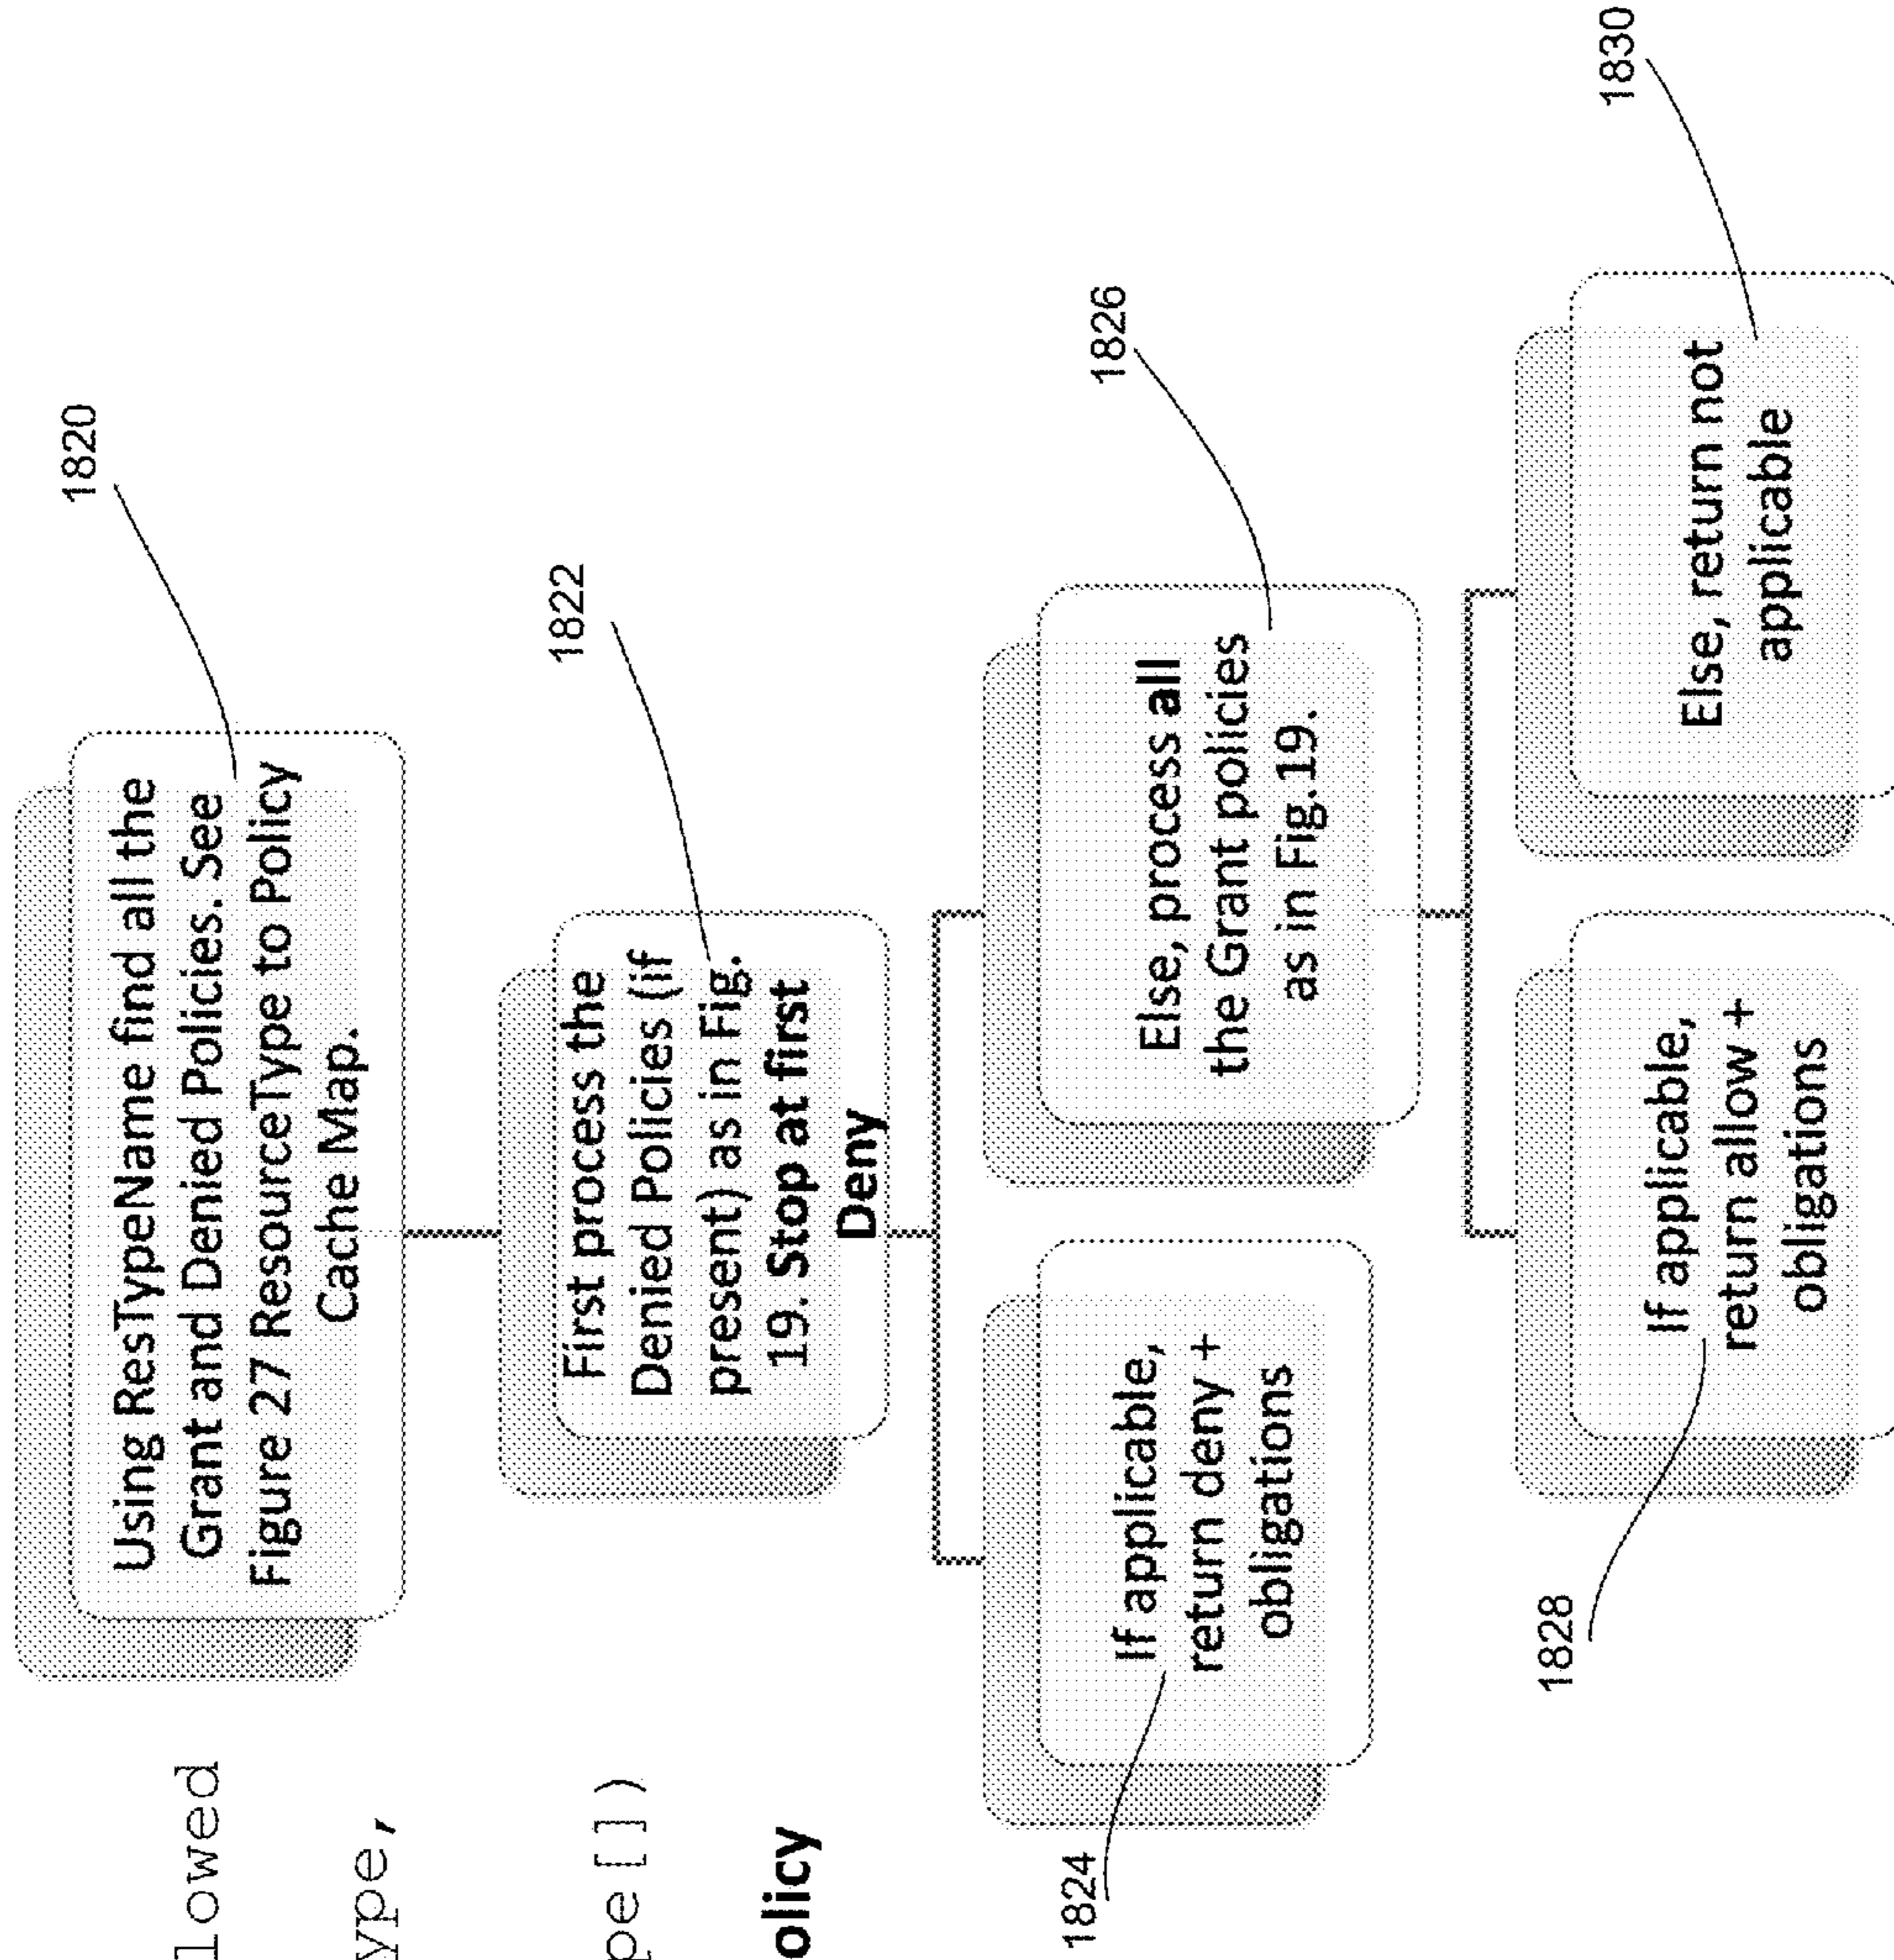 lowed
ype,
pe[])
olicy
1820
Using ResTypeName find all the
Grant and Denied Policies. See
Figure 27 ResourceType to Policy
Cache Map.
1822
First process the
Denied Policies (if
present) as in Fig.
19. Stop at first
Deny
1824
If applicable,
return deny +
obligations
1826
Else, process all
the Grant policies
as in Fig.19.
1828
If applicable,
return allow +
obligations
1830
Else, return not
applicable